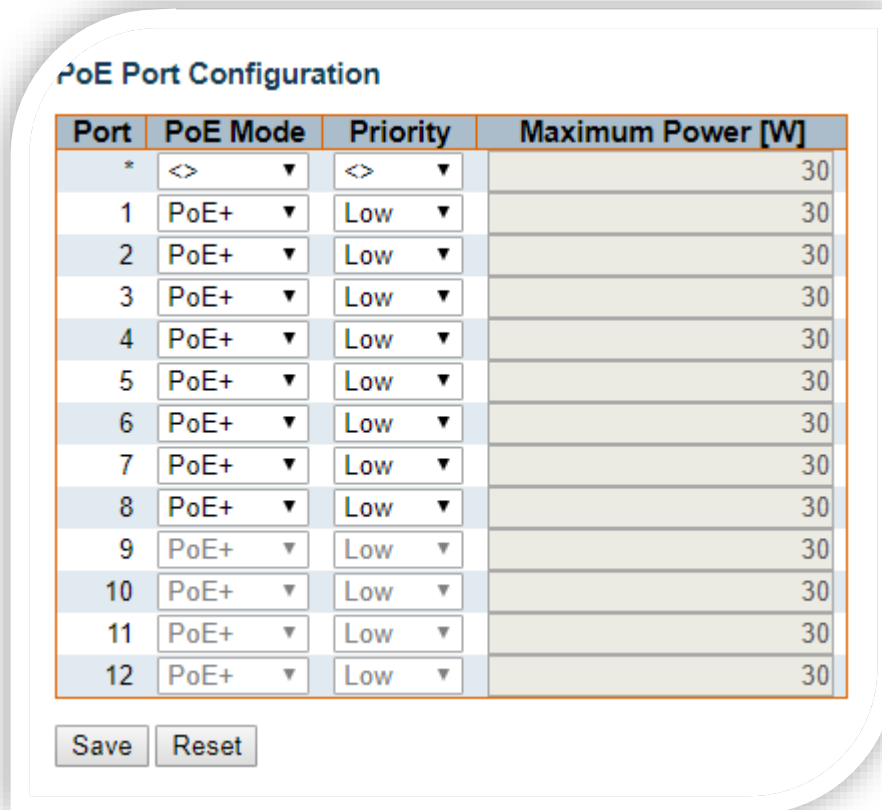 PoE Port Configuration
Port PoE Mode Priority Maximum Power [W]
* <> <> 30
1 PoE+ Low 30
2 PoE+ Low 30
3 PoE+ Low 30
4 PoE+ Low 30
5 PoE+ Low 30
6 PoE+ Low 30
7 PoE+ Low 30
8 PoE+ Low 30
9 PoE+ Low 30
10 PoE+ Low 30
11 PoE+ Low 30
12 PoE+ Low 30
Save Reset